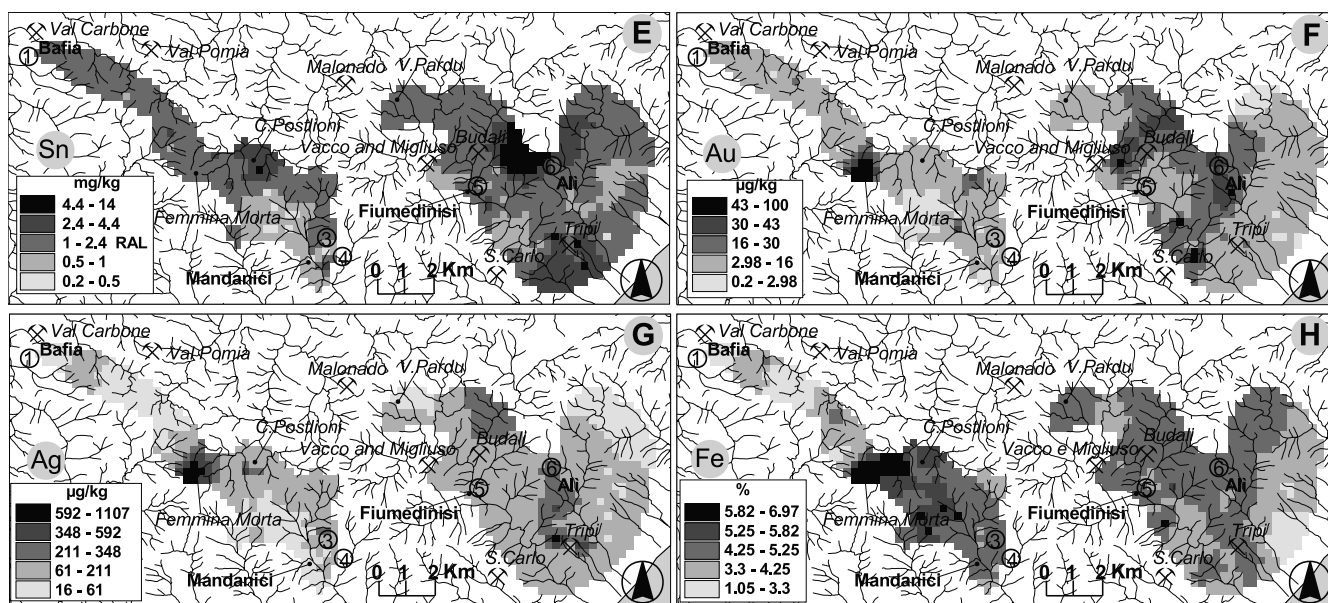 Val Carbone
E
1
Bafia
Val Pomia
Malonado
V.Pardu
C.Postlioni
Sn
Budali
Vacco and Migliuso
6
Alì
mg/kg
4.4 - 14
2.4 - 4.4
1 - 2.4 RAL
0.5 - 1
0.2 - 0.5
5
Femmina Morta
Fiumedinisi
Tripi
3
4
S.Carlo
Mandanici
0 1 2 Km
Val Carbone
F
1
Bafia
Val Pomia
Malonado
V.Pardu
C.Postlioni
Au
Budali
Vacco and Migliuso
6
Alì
µg/kg
43 - 100
30 - 43
16 - 30
2.98 - 16
0.2 - 2.98
5
Femmina Morta
Fiumedinisi
Tripi
3
4
S.Carlo
Mandanici
0 1 2 Km
Val Carbone
G
1
Bafia
Val Pomia
Malonado
V.Pardu
C.Postlioni
Ag
Budali
Vacco and Migliuso
6
Alì
µg/kg
592 - 1107
348 - 592
211 - 348
61 - 211
16 - 61
5
Femmina Morta
Fiumedinisi
Tripi
3
4
S.Carlo
Mandanici
0 1 2 Km
Val Carbone
H
1
Bafia
Val Pomia
Malonado
V.Pardu
C.Postlioni
Fe
Budali
Vacco e Migliuso
6
Alì
%
5.82 - 6.97
5.25 - 5.82
4.25 - 5.25
3.3 - 4.25
1.05 - 3.3
5
Femmina Morta
Fiumedinisi
Tripi
3
4
S.Carlo
Mandanici
0 1 2 Km